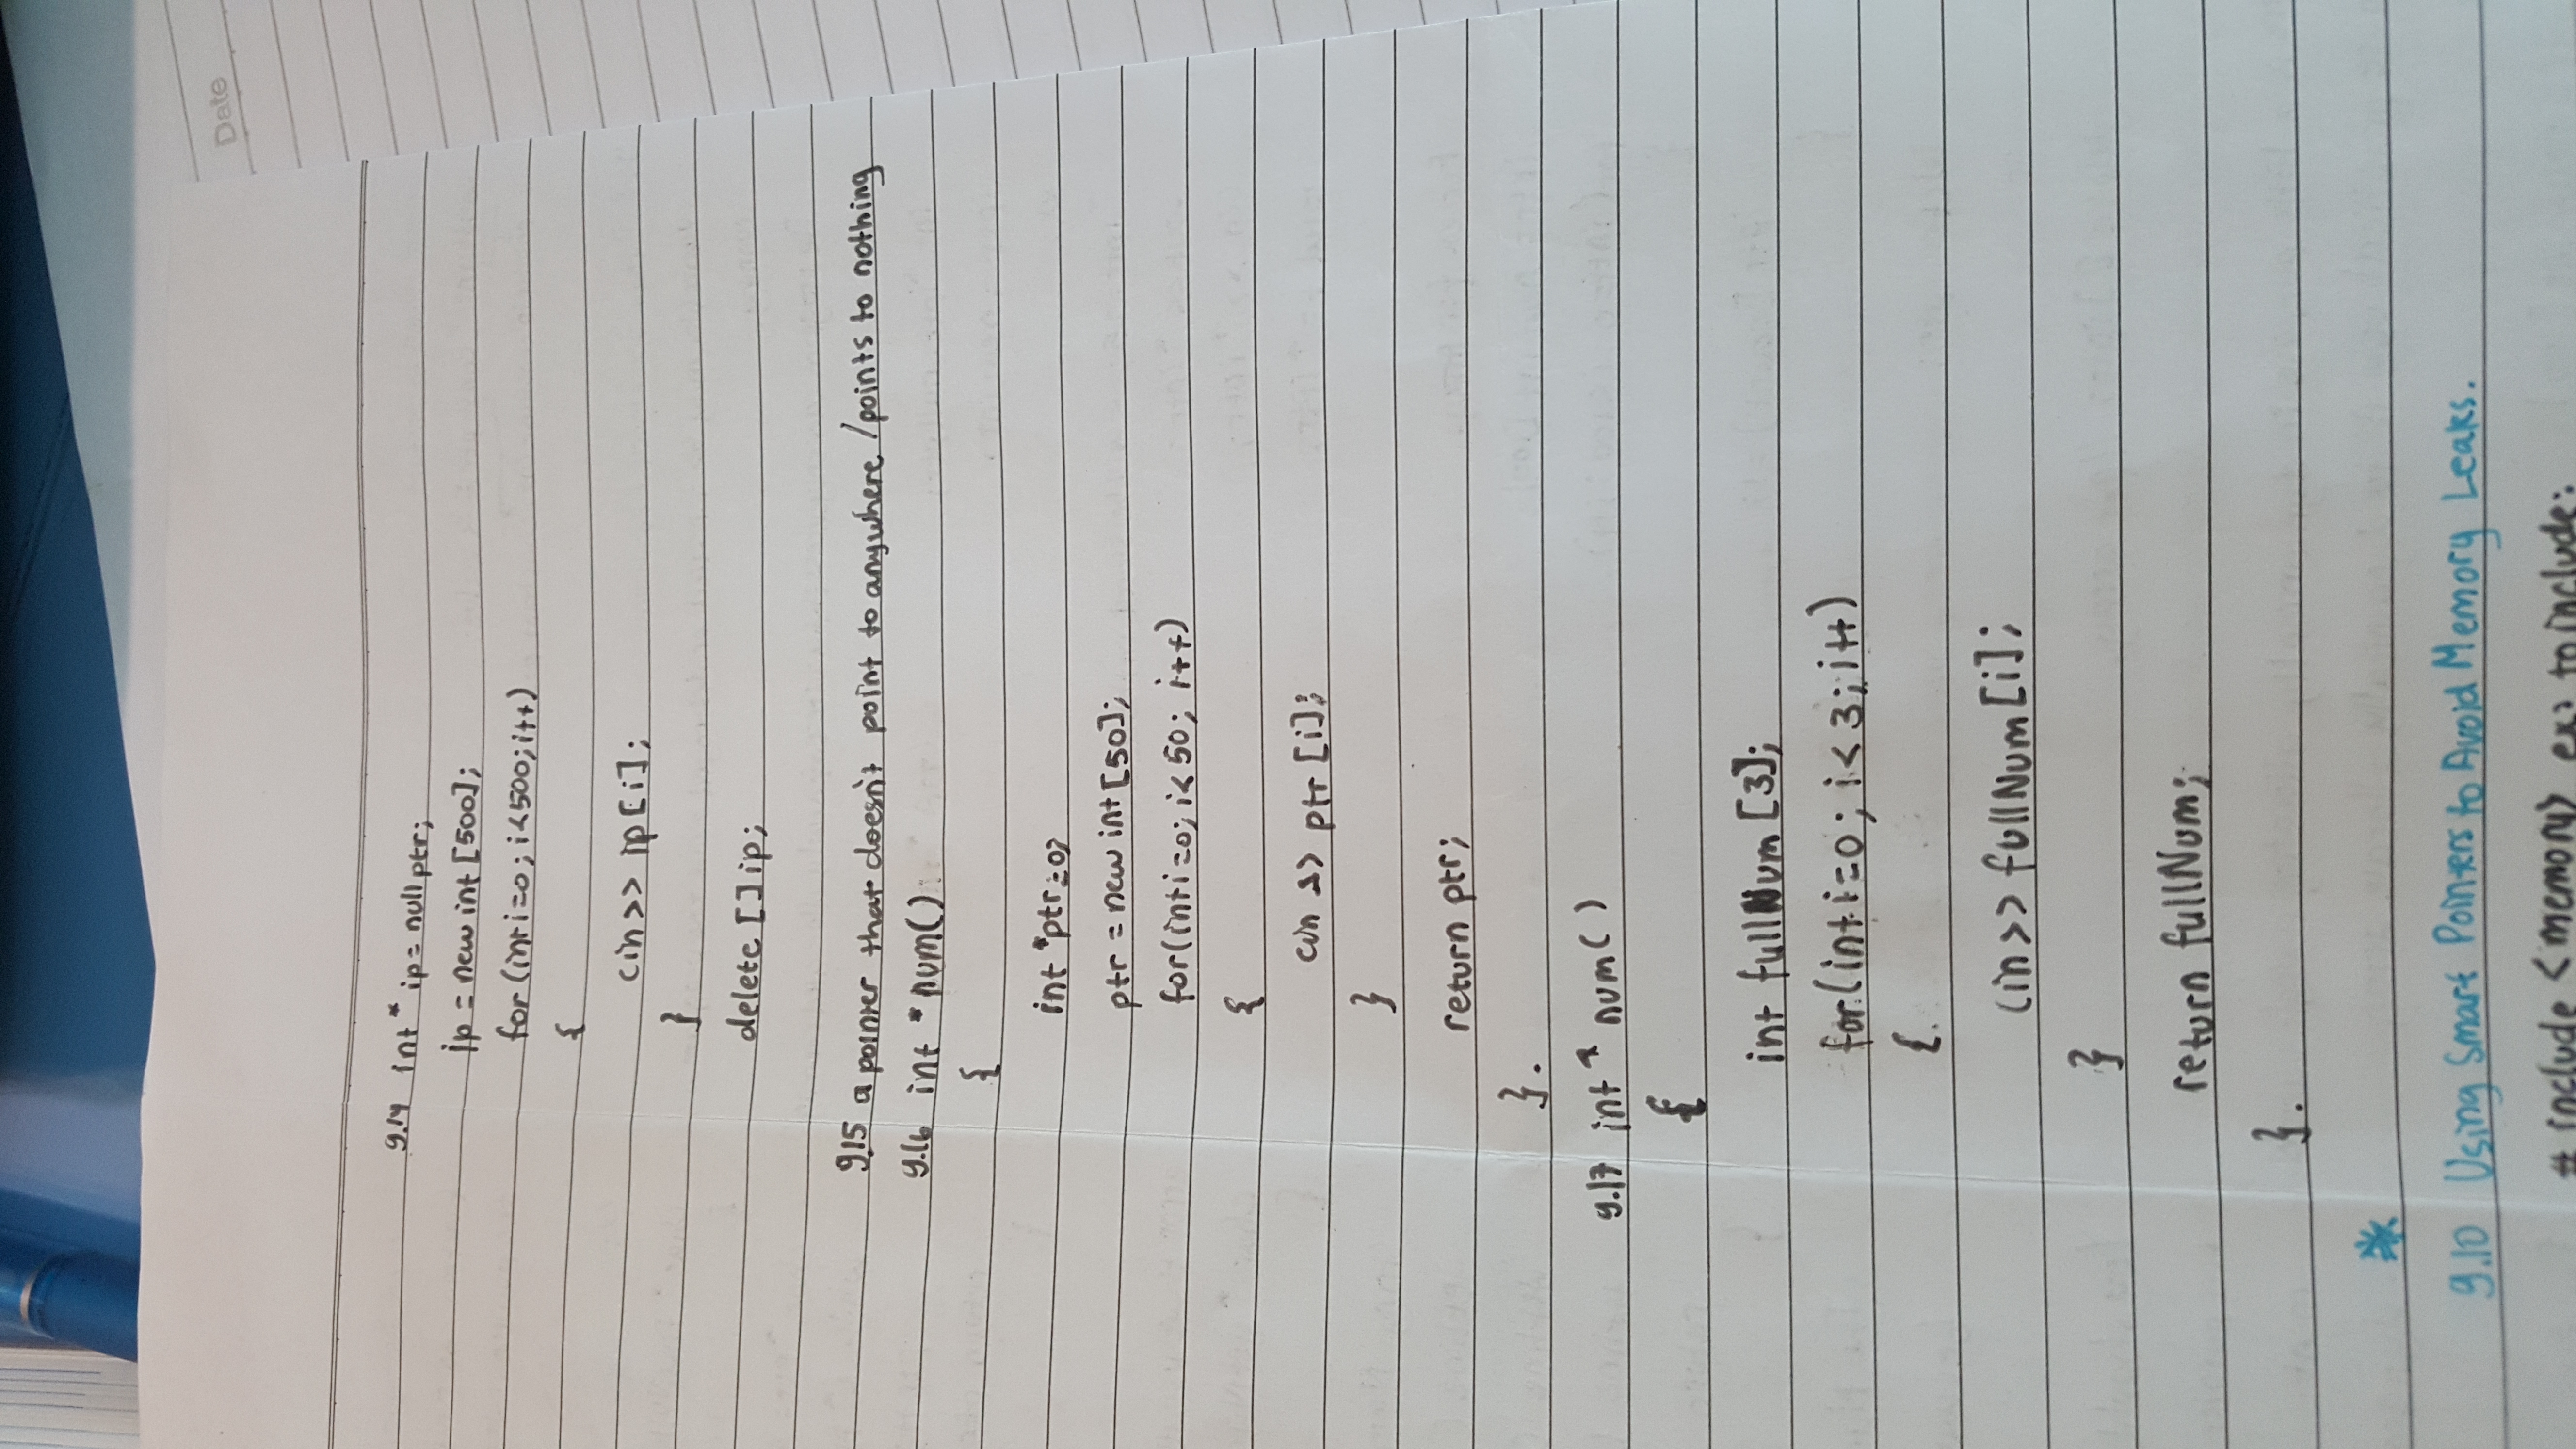 Date
9.14 int * ip = nullptr;
ip = new int [500];
for (int i=0; i<500; i++)
{
cin >> ip[i];
}
delete [] ip;
9.15 a pointer that doesn't point to anywhere / points to nothing
9.16 int * num()
{
int *ptr=0;
ptr = new int [50];
for(int i=0; i< 50; i++)
{
cin >> ptr [i];
}
return ptr;
}.
9.17 int * num()
{
int fullNum [3];
for(int i=0; i< 3; i++)
{
cin >> fullNum [i];
}
return fullNum;
}.
*
9.10 Using Smart Pointers to Avoid Memory Leaks.
# include <memory> to include: